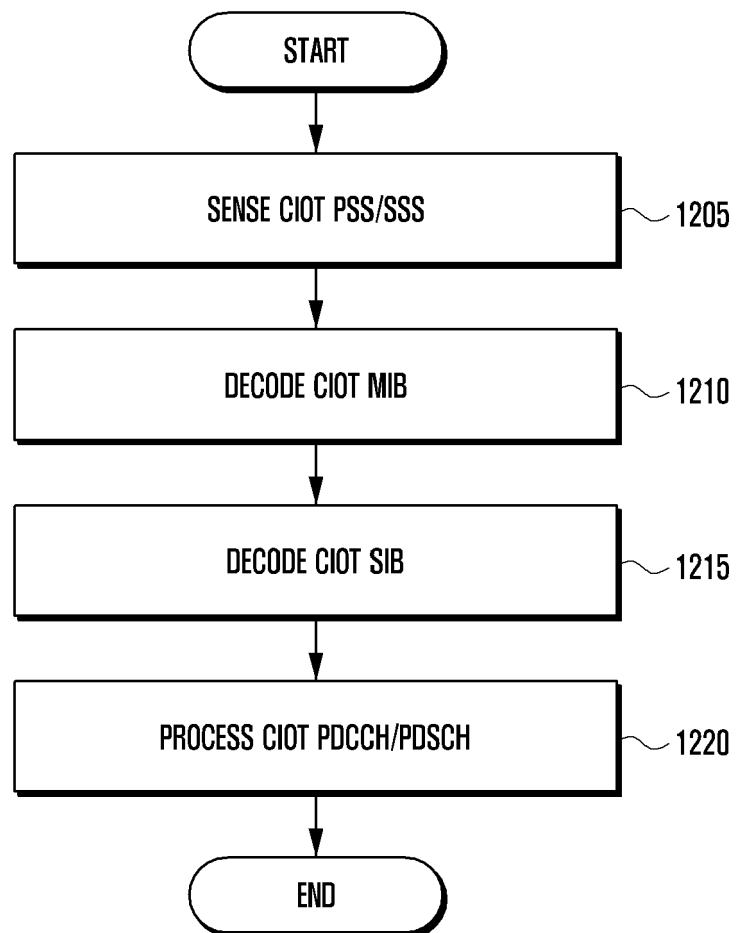 START
SENSE CIOT PSS/SSS
1205
DECODE CIOT MIB
1210
DECODE CIOT SIB
1215
PROCESS CIOT PDCCH/PDSCH
1220
END